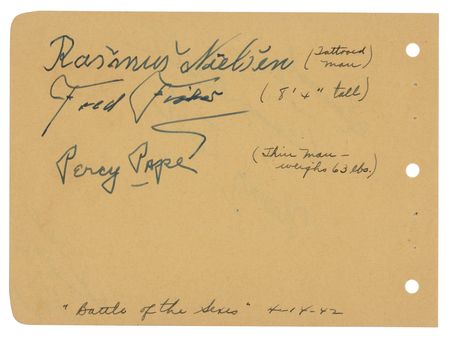 Rasmus Nielsen (Tattooed
man)
Fred Fisher (8'4" tall)
Percy Pape (Thin man -
weighs 63 lbs.)
"Battle of the Sexes" 4-14-42